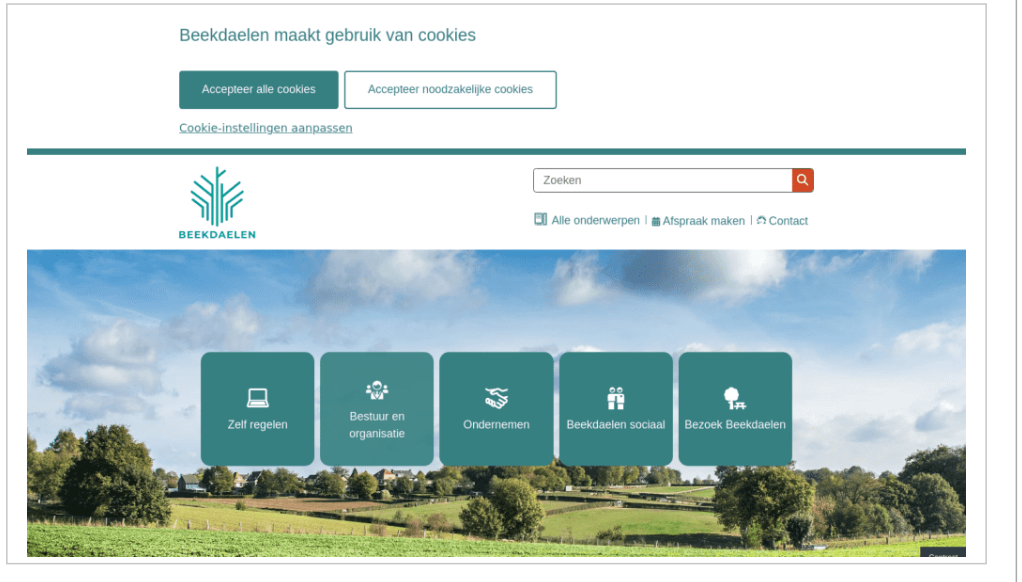 Beekdaelen maakt gebruik van cookies
Accepteer alle cookies
Accepteer noodzakelijke cookies
Cookie-instellingen aanpassen
BEEKDAELEN
Zoeken
Alle onderwerpen | Afspraak maken | Contact
Zelf regelen
Bestuur en
organisatie
Ondernemen
Beekdaelen sociaal
Bezoek Beekdaelen